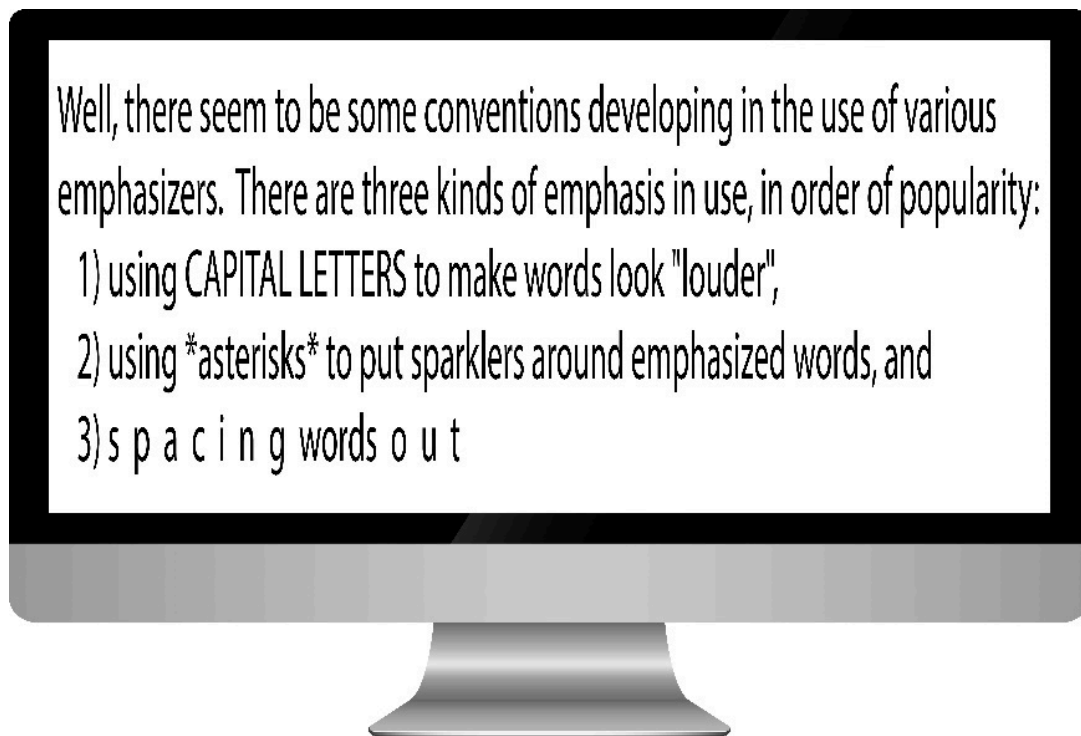 Well, there seem to be some conventions developing in the use of various
emphasizers.  There are three kinds of emphasis in use, in order of popularity:
1) using CAPITAL LETTERS to make words look "louder",
2) using *asterisks* to put sparklers around emphasized words, and
3) s p a c i n g words o u t